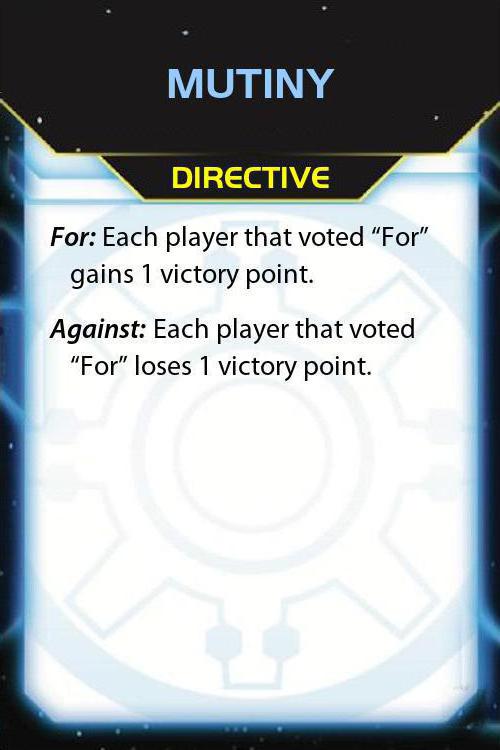 MUTINY
DIRECTIVE
For: Each player that voted “For”
gains 1 victory point.
Against: Each player that voted
“For” loses 1 victory point.